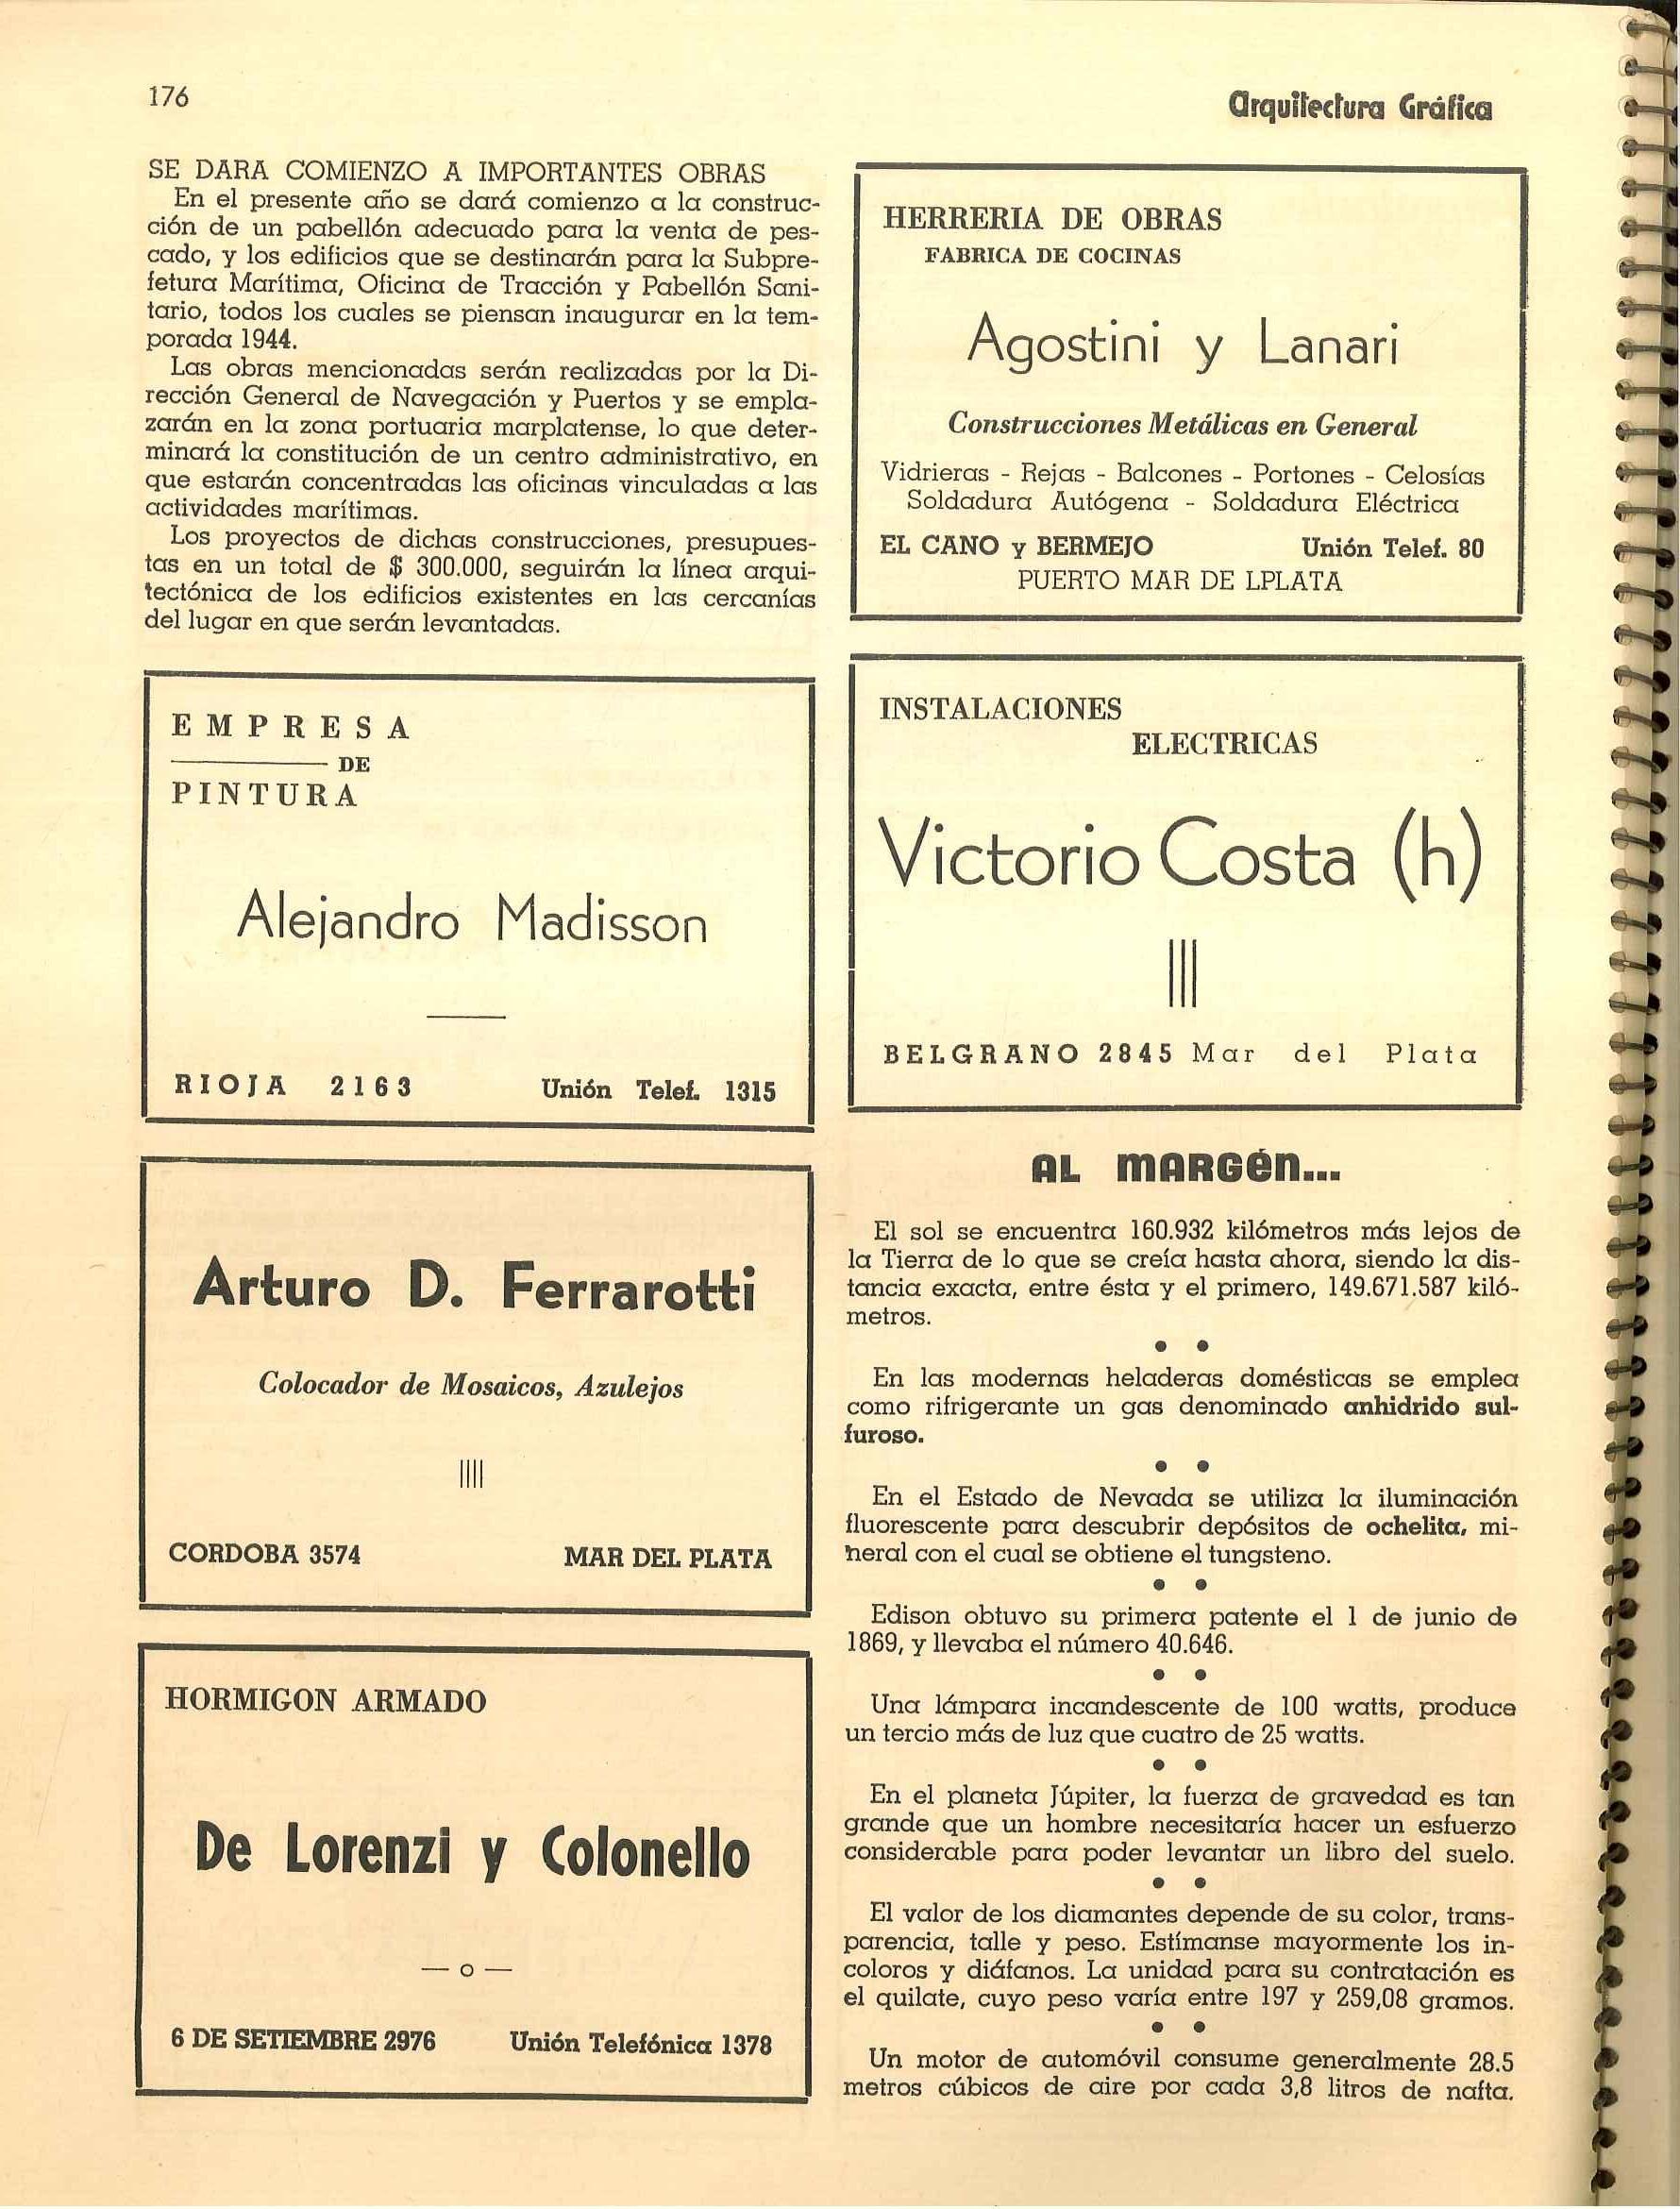 176
Arquitectura Gráfica
SE DARA COMIENZO A IMPORTANTES OBRAS
En el presente año se dará comienzo a la construc-
ción de un pabellón adecuado para la venta de pes-
cado, y los edificios que se destinarán para la Subpre-
fetura Marítima, Oficina de Tracción y Pabellón Sani-
tario, todos los cuales se piensan inaugurar en la tem-
porada 1944.
Las obras mencionadas serán realizadas por la Di-
rección General de Navegación y Puertos y se empla-
zarán en la zona portuaria marplatense, lo que deter-
minará la constitución de un centro administrativo, en
que estarán concentradas las oficinas vinculadas a las
actividades marítimas.
Los proyectos de dichas construcciones, presupues-
tas en un total de $ 300.000, seguirán la línea arqui-
tectónica de los edificios existentes en las cercanías
del lugar en que serán levantadas.
EMPRESA
DE
PINTURA
Alejandro Madisson
RIOJA 2163 Unión Telef. 1315
Arturo D. Ferrarotti
Colocador de Mosaicos, Azulejos
CORDOBA 3574 MAR DEL PLATA
HORMIGON ARMADO
De Lorenzi y Colonello
— o —
6 DE SETIEMBRE 2976 Unión Telefónica 1378
HERRERIA DE OBRAS
FABRICA DE COCINAS
Agostini y Lanari
Construcciones Metálicas en General
Vidrieras - Rejas - Balcones - Portones - Celosías
Soldadura Autógena - Soldadura Eléctrica
EL CANO y BERMEJO Unión Telef. 80
PUERTO MAR DE LPLATA
INSTALACIONES
ELECTRICAS
Victorio Costa (h)
BELGRANO 2845 Mar del Plata
AL MARGén...
El sol se encuentra 160.932 kilómetros más lejos de
la Tierra de lo que se creía hasta ahora, siendo la dis-
tancia exacta, entre ésta y el primero, 149.671.587 kiló-
metros.
En las modernas heladeras domésticas se emplea
como rifrigerante un gas denominado anhidrido sul-
furoso.
En el Estado de Nevada se utiliza la iluminación
fluorescente para descubrir depósitos de ochelita, mi-
neral con el cual se obtiene el tungsteno.
Edison obtuvo su primera patente el 1 de junio de
1869, y llevaba el número 40.646.
Una lámpara incandescente de 100 watts, produce
un tercio más de luz que cuatro de 25 watts.
En el planeta Júpiter, la fuerza de gravedad es tan
grande que un hombre necesitaría hacer un esfuerzo
considerable para poder levantar un libro del suelo.
El valor de los diamantes depende de su color, trans-
parencia, talle y peso. Estímanse mayormente los in-
coloros y diáfanos. La unidad para su contratación es
el quilate, cuyo peso varía entre 197 y 259,08 gramos.
Un motor de automóvil consume generalmente 28.5
metros cúbicos de aire por cada 3,8 litros de nafta.